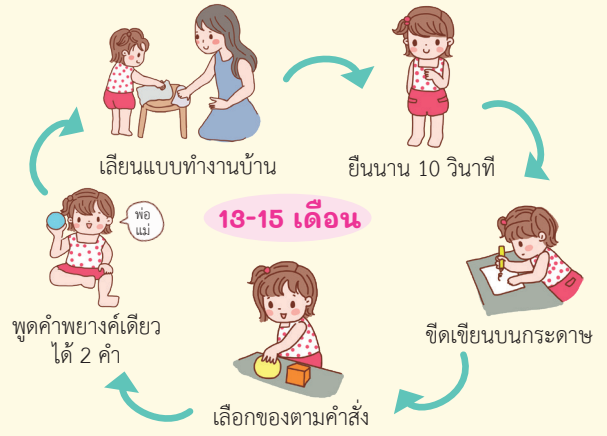 เลียนแบบทำงานบ้าน
ยืนนาน 10 วินาที
13-15 เดือน
พ่อ
แม่
พูดคำพยางค์เดียว
ได้ 2 คำ
ขีดเขียนบนกระดาษ
เลือกของตามคำสั่ง